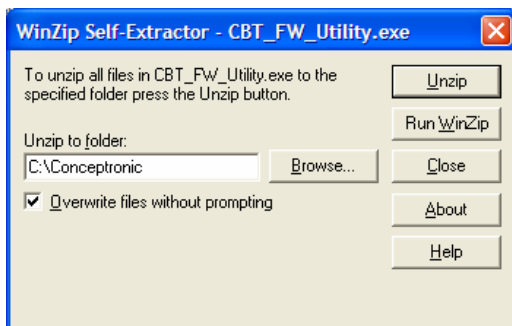 WinZip Self-Extractor - CBT_FW_Utility.exe
To unzip all files in CBT_FW_Utility.exe to the
specified folder press the Unzip button.
Unzip to folder:
C:\Conceptronic
Browse...
Overwrite files without prompting
Unzip
Run WinZip
Close
About
Help